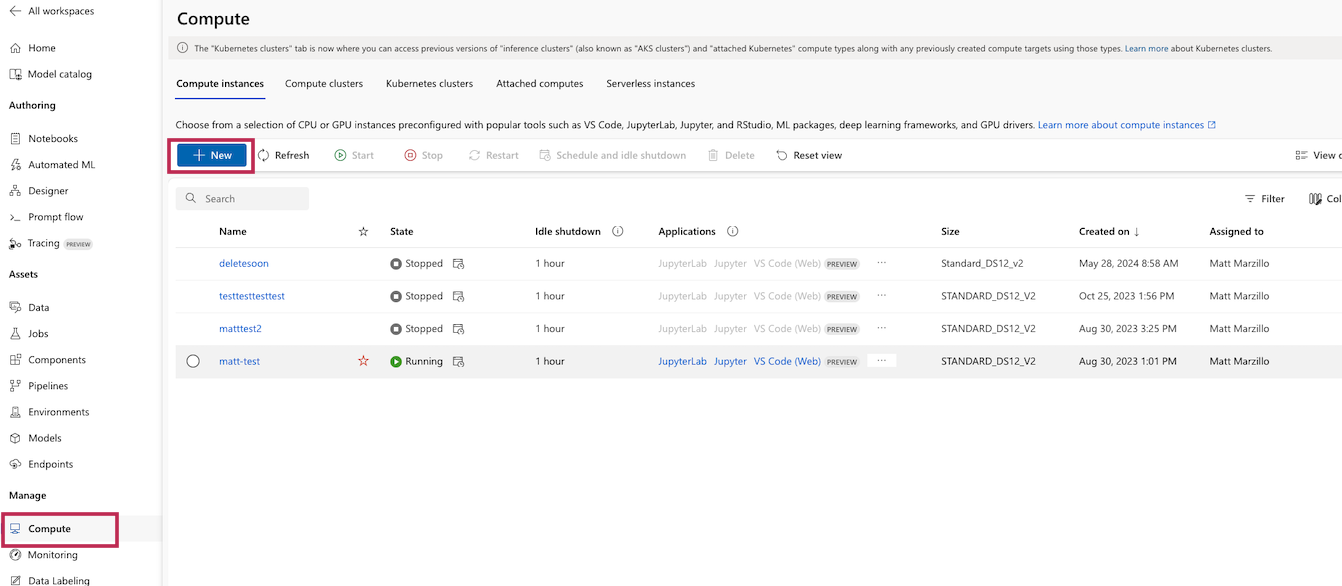 All workspaces
Home
Model catalog
Authoring
Notebooks
Automated ML
Designer
Prompt flow
Tracing PREVIEW
Assets
Data
Jobs
Components
Pipelines
Environments
Models
Endpoints
Manage
Compute
Monitoring
Data Labeling
Compute
The "Kubernetes clusters" tab is now where you can access previous versions of "inference clusters" (also known as "AKS clusters") and "attached Kubernetes" compute types along with any previously created compute targets using those types. Learn more about Kubernetes clusters.
Compute instances Compute clusters Kubernetes clusters Attached computes Serverless instances
Choose from a selection of CPU or GPU instances preconfigured with popular tools such as VS Code, JupyterLab, Jupyter, and RStudio, ML packages, deep learning frameworks, and GPU drivers. Learn more about compute instances
New Refresh Start Stop Restart Schedule and idle shutdown Delete Reset view View
Search Filter
Name State Idle shutdown Applications Size Created on ↓ Assigned to
deletesoon Stopped 1 hour JupyterLab Jupyter VS Code (Web) PREVIEW ... Standard_DS12_v2 May 28, 2024 8:58 AM Matt Marzillo
testtesttesttest Stopped 1 hour JupyterLab Jupyter VS Code (Web) PREVIEW ... STANDARD_DS12_V2 Oct 25, 2023 1:56 PM Matt Marzillo
matttest2 Stopped 1 hour JupyterLab Jupyter VS Code (Web) PREVIEW ... STANDARD_DS12_V2 Aug 30, 2023 3:25 PM Matt Marzillo
matt-test Running 1 hour JupyterLab Jupyter VS Code (Web) PREVIEW ... STANDARD_DS12_V2 Aug 30, 2023 1:01 PM Matt Marzillo